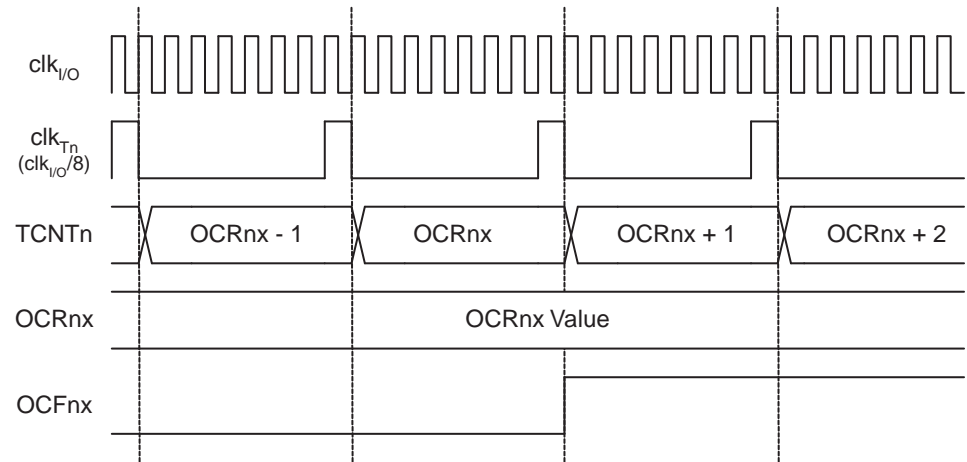 clkI/O
clkTn
(clkI/O/8)
TCNTn
OCRnx - 1
OCRnx
OCRnx + 1
OCRnx + 2
OCRnx
OCRnx Value
OCFnx